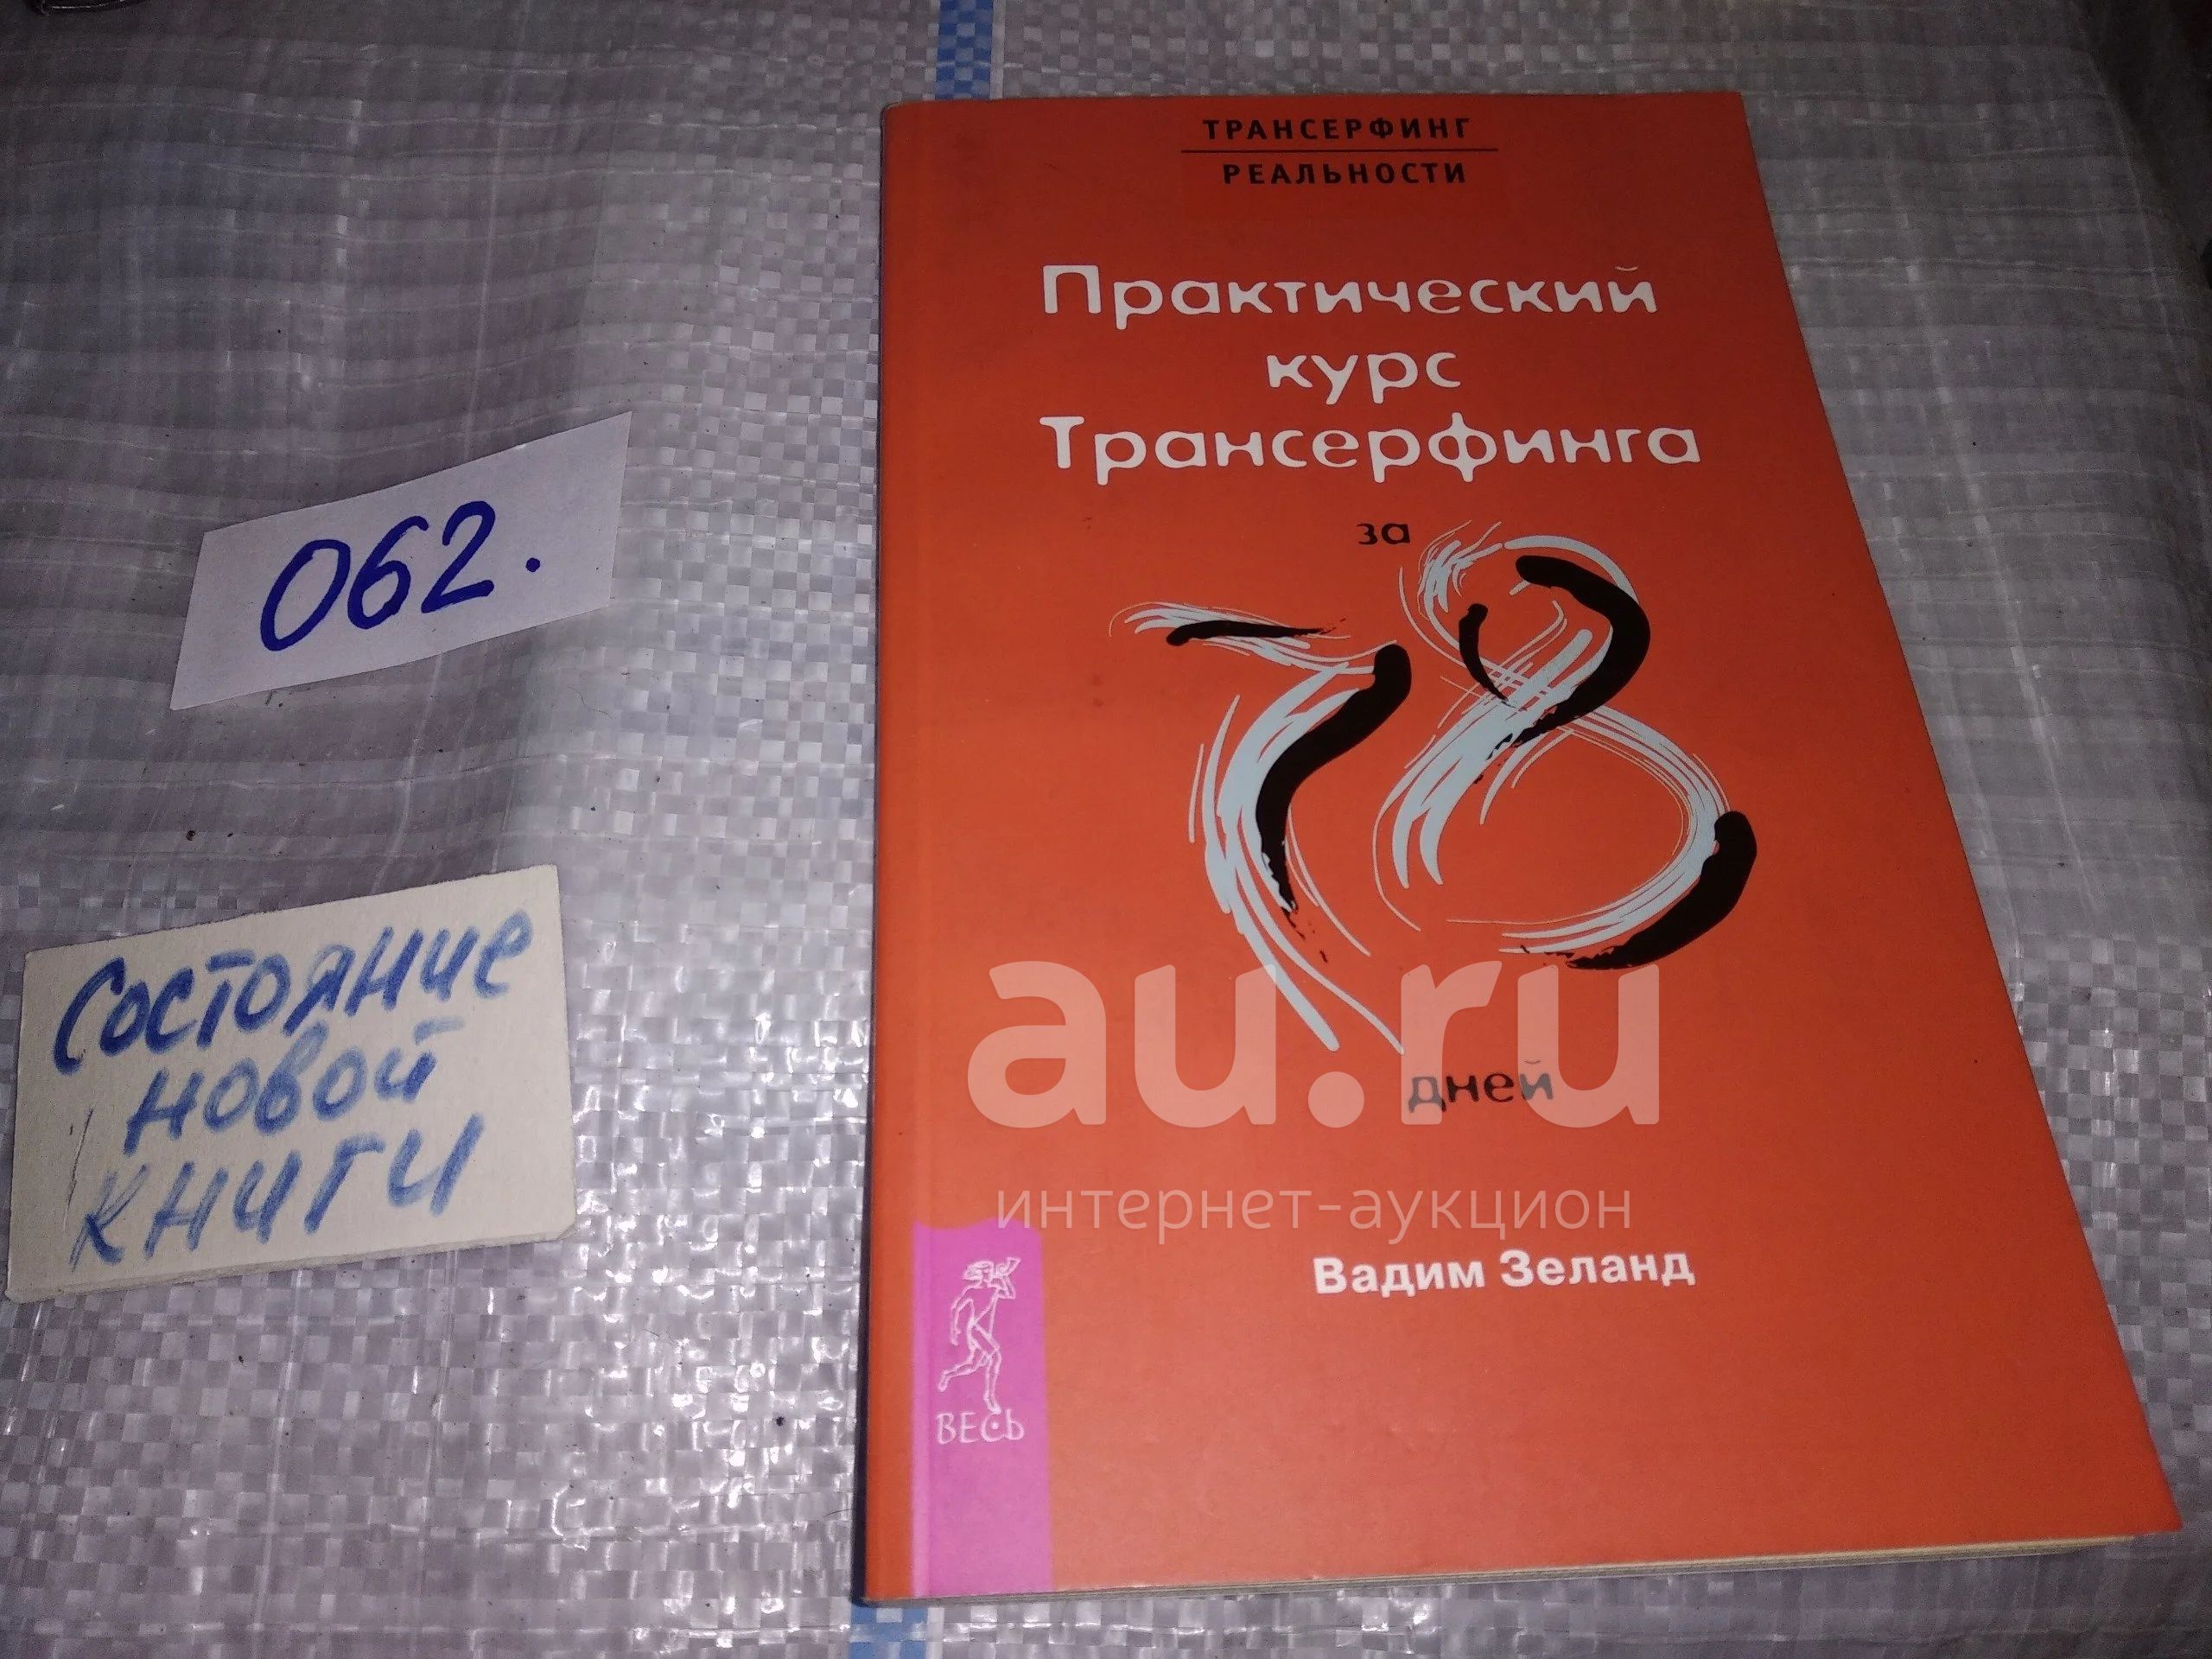 ТРАНСЕРФИНГ
РЕАЛЬНОСТИ
Практический
курс
Трансерфинга
за
78
дней
Вадим Зеланд
ВЕСЬ
062.
Состояние
новой
книги
au.ru
интернет-аукцион